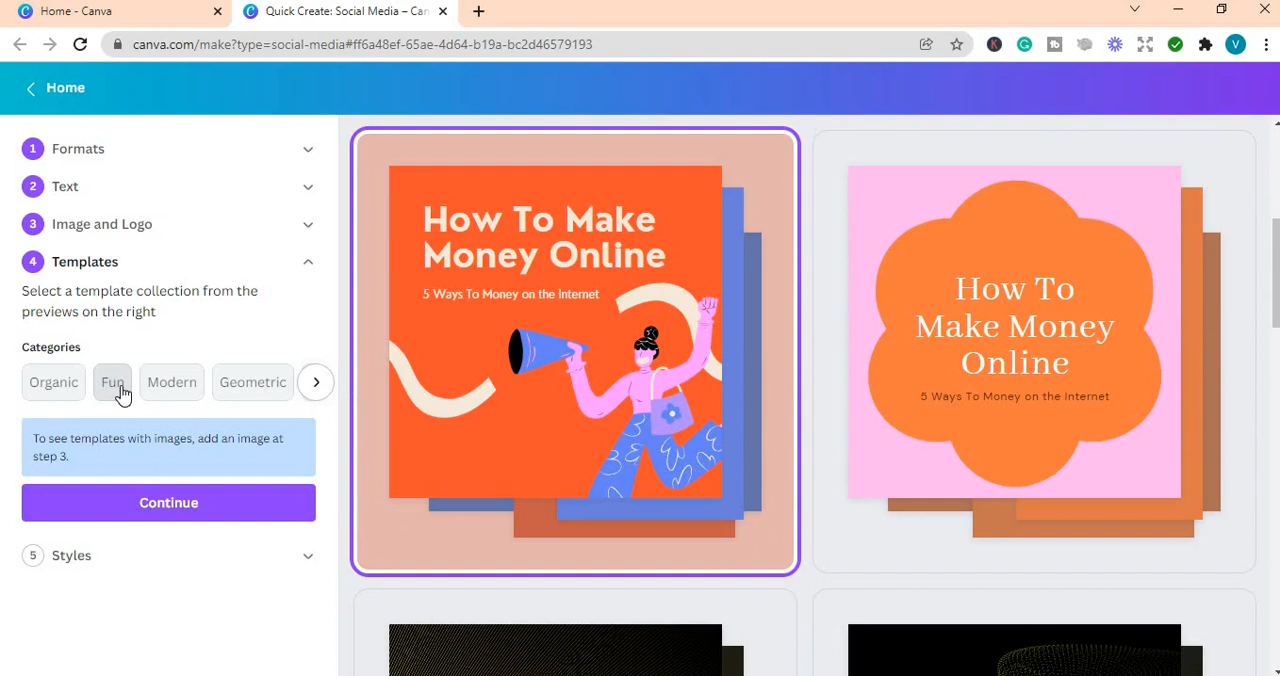 Home - Canva
Quick Create: Social Media – Can
canva.com/make?type=social-media#ff6a48ef-65ae-4d64-b19a-bc2d46579193
K
tb
V
Home
1 Formats
2 Text
3 Image and Logo
4 Templates
Select a template collection from the
previews on the right
Categories
Organic
Fun
Modern
Geometric
To see templates with images, add an image at
step 3.
Continue
5 Styles
How To Make
Money Online
5 Ways To Money on the Internet
How To
Make Money
Online
5 Ways To Money on the Internet